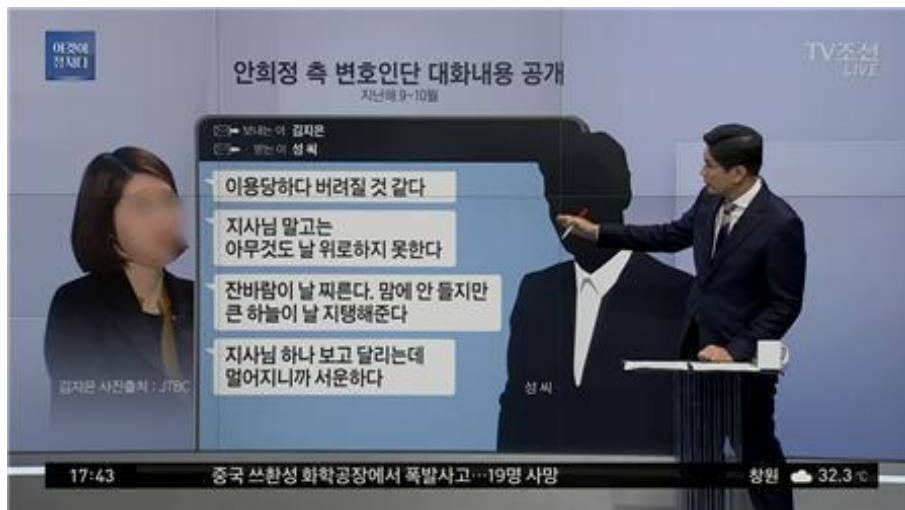 이것이
정치다
TV조선
LIVE
안희정 측 변호인단 대화내용 공개
지난해 9~10월
보내는 이 김지은
받는 이 성 씨
이용당하다 버려질 것 같다
지사님 말고는
아무것도 날 위로하지 못한다
잔바람이 날 찌른다. 맘에 안 들지만
큰 하늘이 날 지탱해준다
지사님 하나 보고 달리는데
멀어지니까 서운하다
김지은 사진출처 : JTBC
성 씨
17:43
중국 쓰촨성 화학공장에서 폭발사고…19명 사망
창원
32.3℃